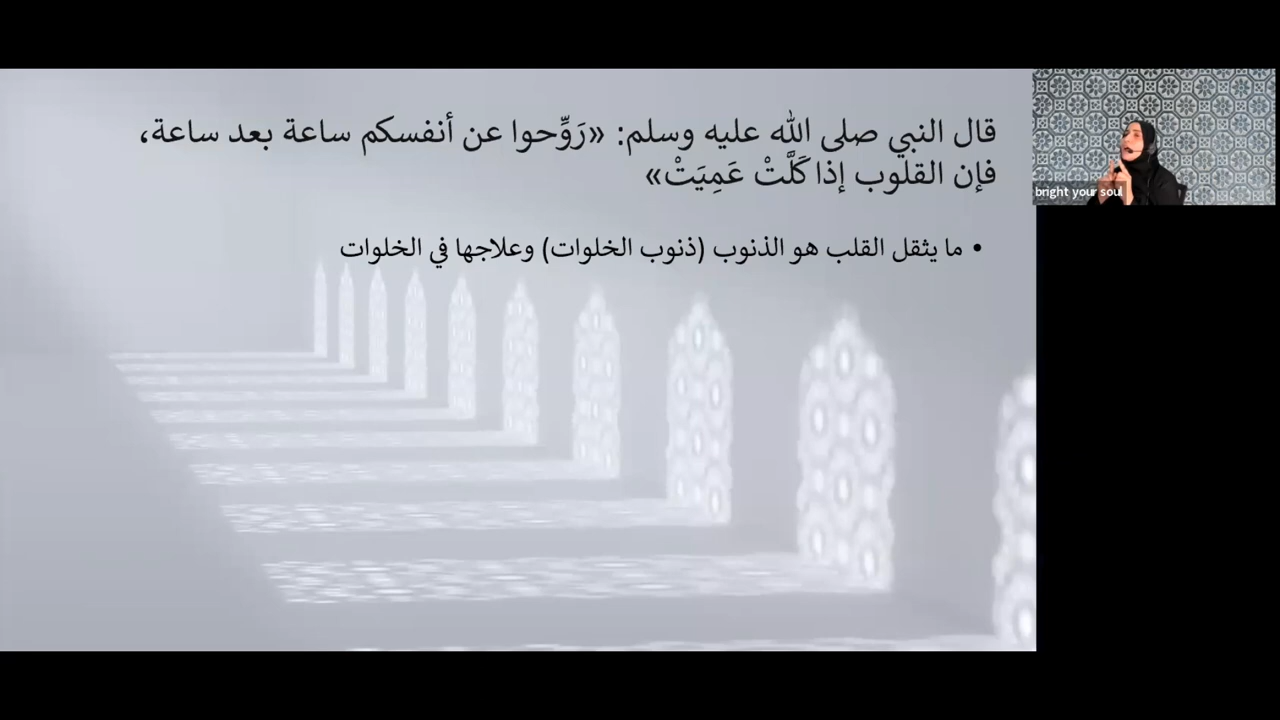 قال النبي صلى الله عليه وسلم: «رَوِّحوا عن أنفسكم ساعة بعد ساعة،
فإن القلوب إذا كَلَّتْ عَمِيَتْ»
• ما يثقل القلب هو الذنوب (ذنوب الخلوات) وعلاجها في الخلوات
bright your soul